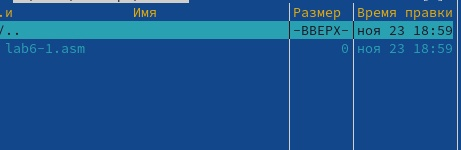 .и Имя Размер Время правки
/.. -ВВЕРХ- ноя 23 18:59
lab6-1.asm 0 ноя 23 18:59